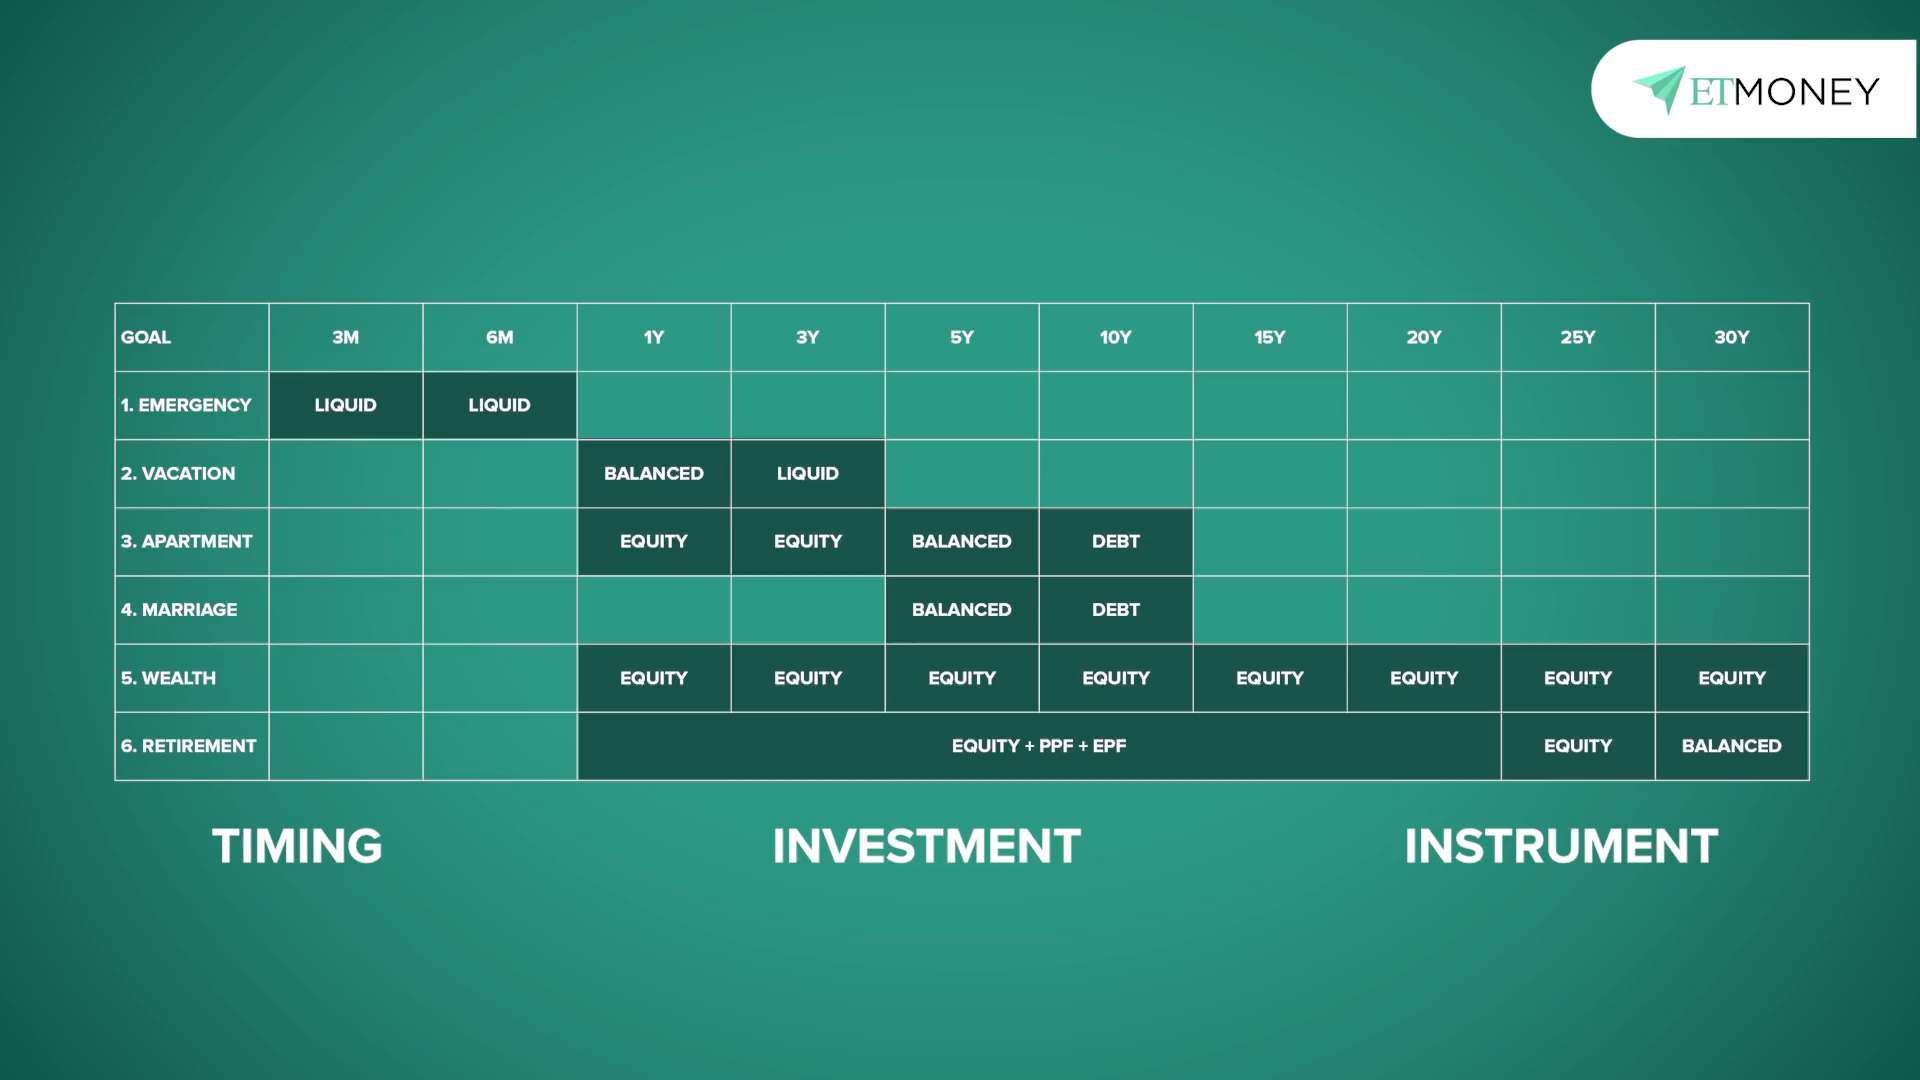 ETMONEY
GOAL 3M 6M 1Y 3Y 5Y 10Y 15Y 20Y 25Y 30Y
1. EMERGENCY LIQUID LIQUID
2. VACATION BALANCED LIQUID
3. APARTMENT EQUITY EQUITY BALANCED DEBT
4. MARRIAGE BALANCED DEBT
5. WEALTH EQUITY EQUITY EQUITY EQUITY EQUITY EQUITY EQUITY EQUITY
6. RETIREMENT EQUITY + PPF + EPF EQUITY BALANCED
TIMING INVESTMENT INSTRUMENT